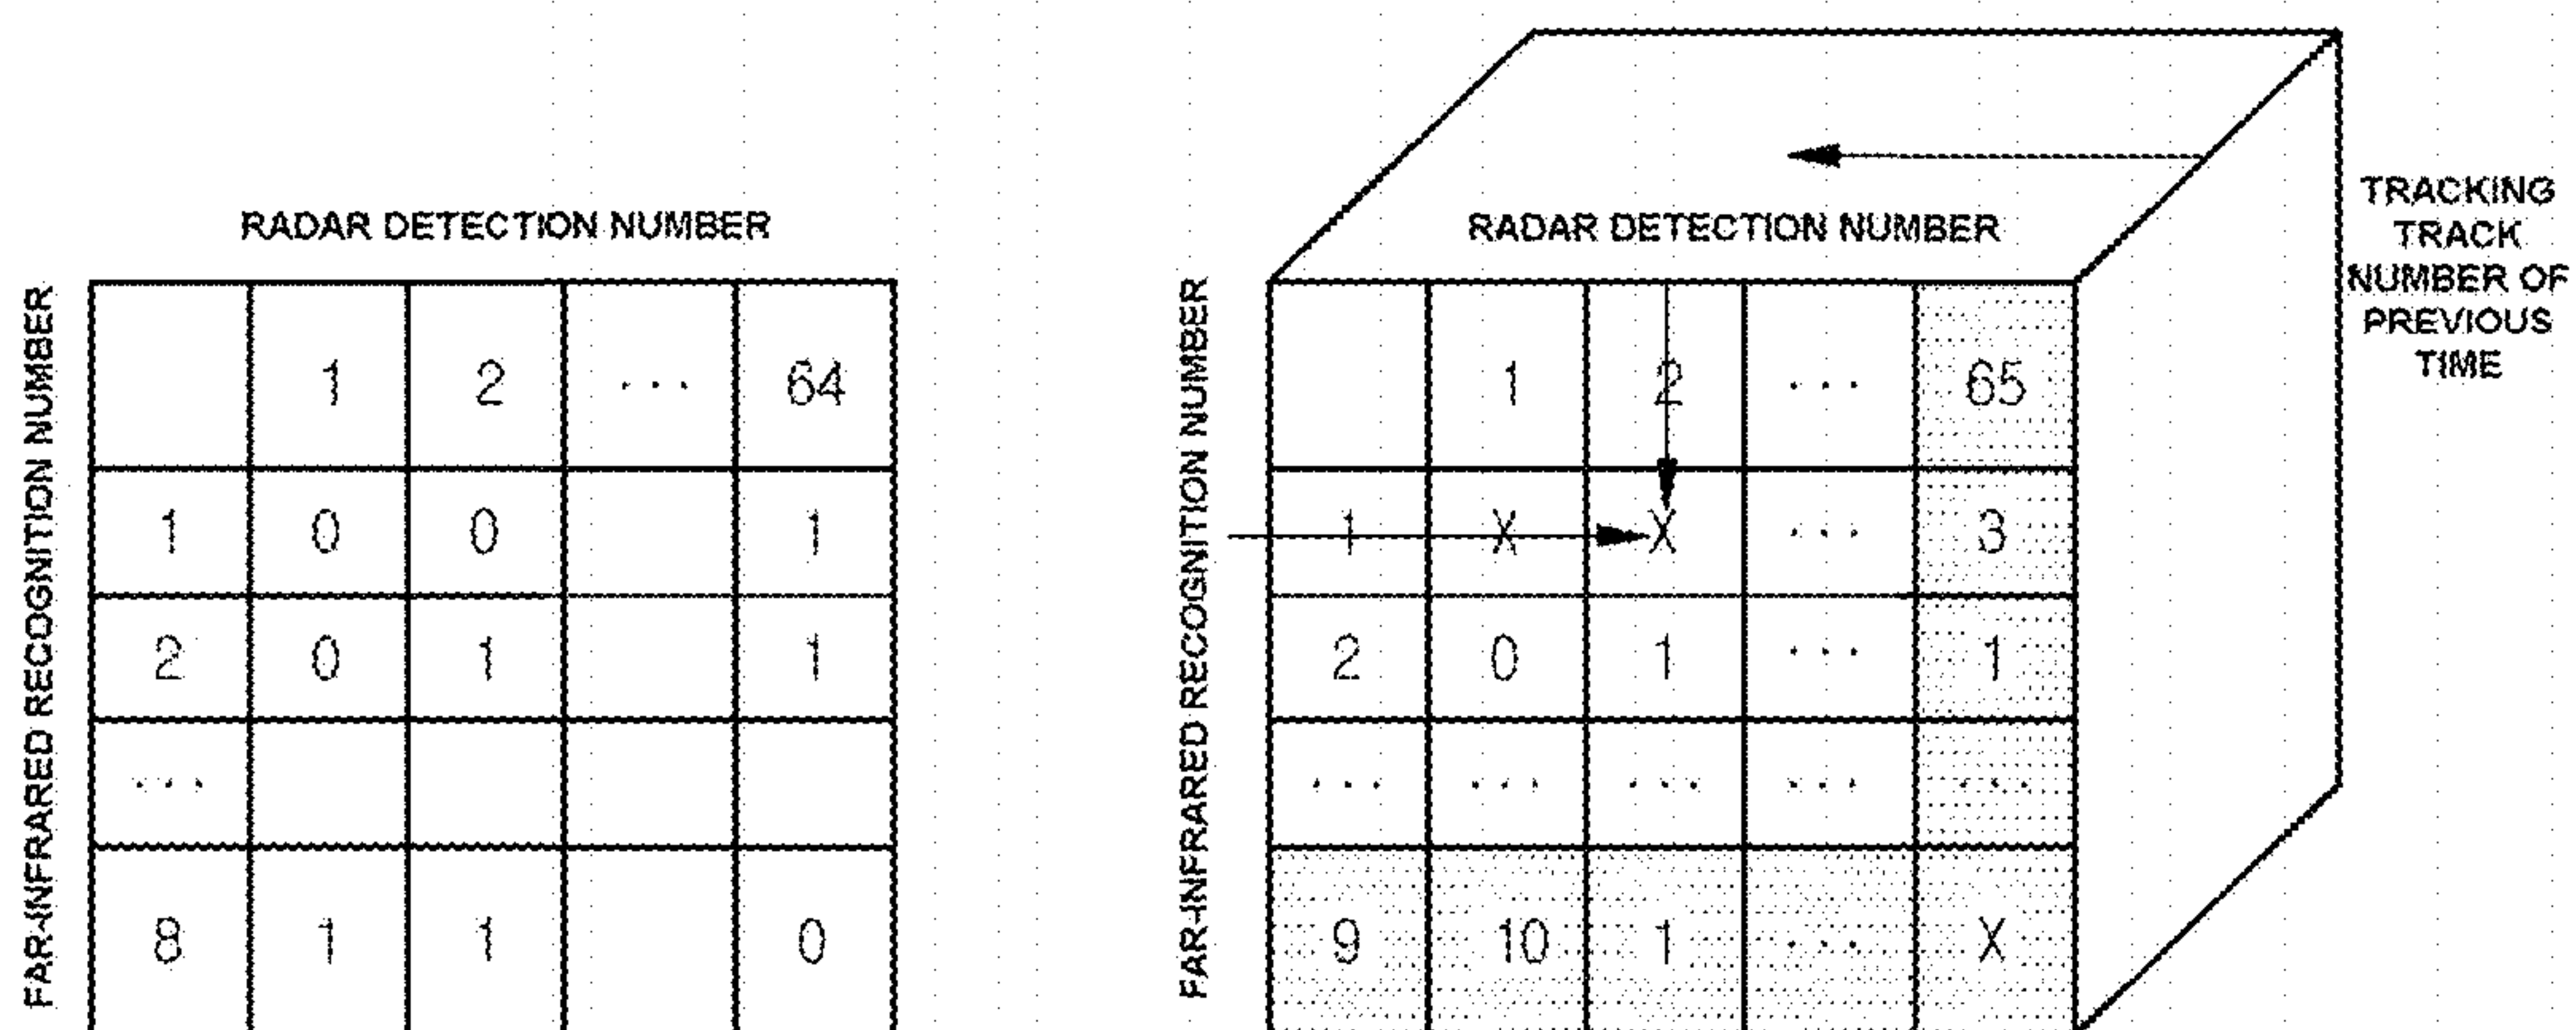 RADAR DETECTION NUMBER
FAR-INFRARED RECOGNITION NUMBER
1 2 ... 64
1 0 0 1
2 0 1 1
...
8 1 1 0
RADAR DETECTION NUMBER
FAR-INFRARED RECOGNITION NUMBER
TRACKING
TRACK
NUMBER OF
PREVIOUS
TIME
1 2 ... 65
1 X X ... 3
2 0 1 ... 1
... ... ... ... ...
9 10 1 ... X